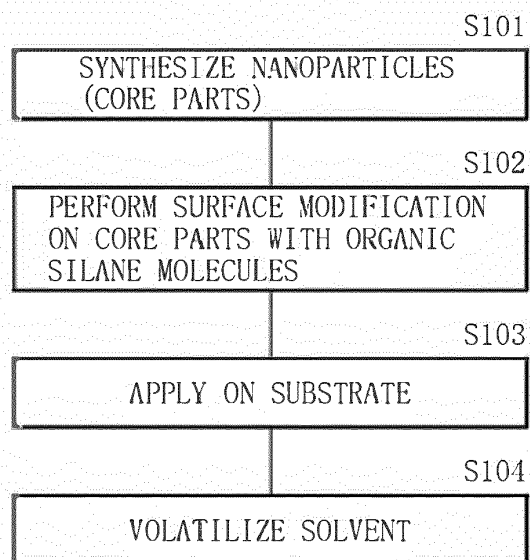 S101
SYNTHESIZE NANOPARTICLES
(CORE PARTS)
S102
PERFORM SURFACE MODIFICATION
ON CORE PARTS WITH ORGANIC
SILANE MOLECULES
S103
APPLY ON SUBSTRATE
S104
VOLATILIZE SOLVENT